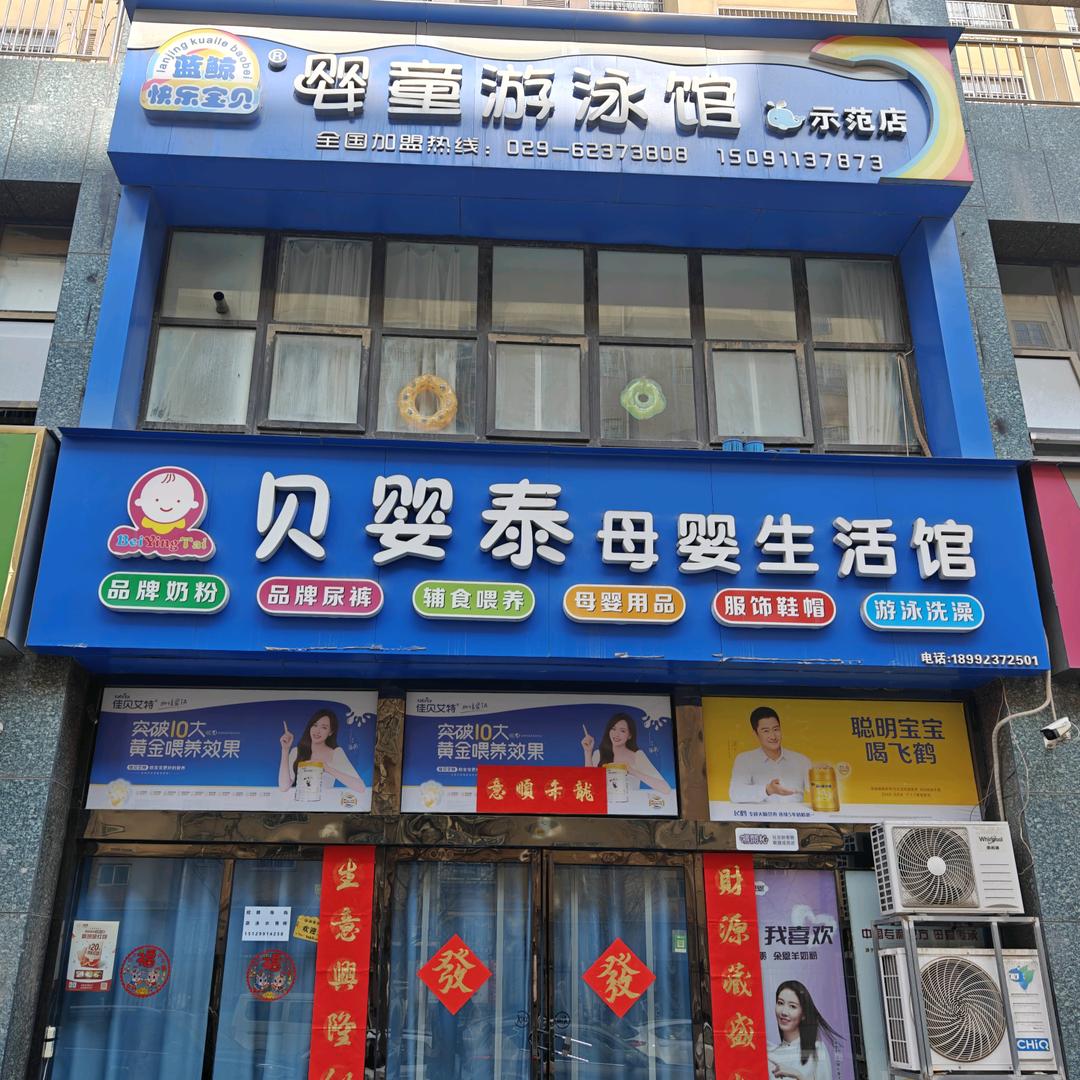 lanjing kuaile baobei
蓝鲸
快乐宝贝
®
婴童游泳馆
示范店
全国加盟热线：029-62373808 15091137873
BeiYingTai
贝婴泰母婴生活馆
品牌奶粉 品牌尿裤 辅食喂养 母婴用品 服饰鞋帽 游泳洗澡
电话:18992372501
佳贝艾特
突破10大
黄金喂养效果
佳贝艾特
突破10大
黄金喂养效果
聪明宝宝
喝飞鹤
意順年龍
Whirlpool
生意興隆
財源茂盛
發
發
我喜欢
15129914258
欢迎
福
福
CHiQ